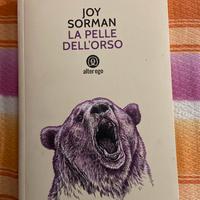 JOY
SORMAN
LA PELLE
DELL'ORSO
alter ego